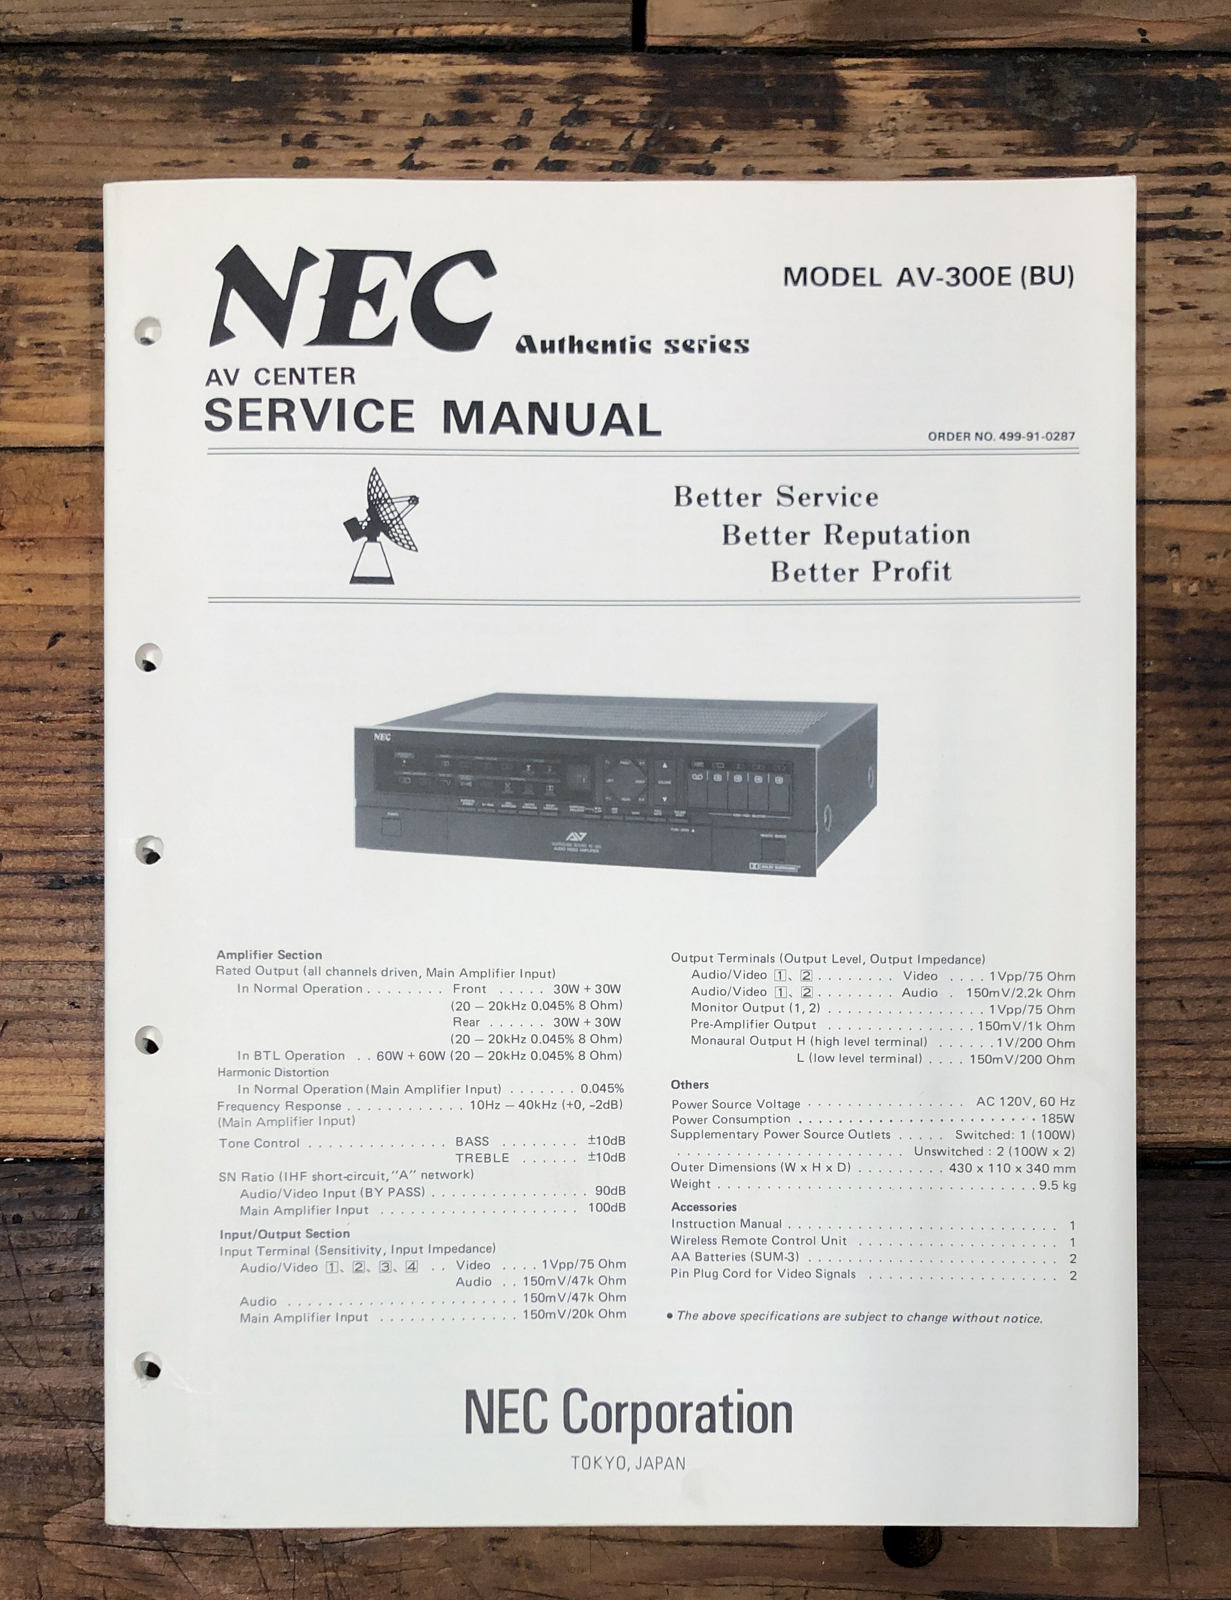 NEC
Authentic series
MODEL AV-300E (BU)
AV CENTER
SERVICE MANUAL
ORDER NO. 499-91-0287
Better Service
Better Reputation
Better Profit
NEC
AV
AUDIO VIDEO AMPLIFIER
DOLBY SURROUND
Amplifier Section
Rated Output (all channels driven, Main Amplifier Input)
In Normal Operation . . . . . . . . Front . . . . . 30W + 30W
(20 – 20kHz 0.045% 8 Ohm)
Rear . . . . . . 30W + 30W
(20 – 20kHz 0.045% 8 Ohm)
In BTL Operation . . 60W + 60W (20 – 20kHz 0.045% 8 Ohm)
Harmonic Distortion
In Normal Operation (Main Amplifier Input) . . . . . . . 0.045%
Frequency Response . . . . . . . . . . . . 10Hz – 40kHz (+0, -2dB)
(Main Amplifier Input)
Tone Control . . . . . . . . . . . . . . BASS . . . . . . . . ±10dB
TREBLE . . . . . . ±10dB
SN Ratio (IHF short-circuit, "A" network)
Audio/Video Input (BY PASS) . . . . . . . . . . . . . . . . 90dB
Main Amplifier Input . . . . . . . . . . . . . . . . . . . . 100dB
Input/Output Section
Input Terminal (Sensitivity, Input Impedance)
Audio/Video 1、2、3、4 . . Video . . . . 1Vpp/75 Ohm
Audio . . 150mV/47k Ohm
Audio . . . . . . . . . . . . . . . . . . . . . . . 150mV/47k Ohm
Main Amplifier Input . . . . . . . . . . . . . . 150mV/20k Ohm
Output Terminals (Output Level, Output Impedance)
Audio/Video 1、2 . . . . . . . . Video . . . . 1Vpp/75 Ohm
Audio/Video 1、2 . . . . . . . . Audio . 150mV/2.2k Ohm
Monitor Output (1, 2) . . . . . . . . . . . . . . . . 1Vpp/75 Ohm
Pre-Amplifier Output . . . . . . . . . . . . . . . 150mV/1k Ohm
Monaural Output H (high level terminal) . . . . . . 1V/200 Ohm
L (low level terminal) . . . . 150mV/200 Ohm
Others
Power Source Voltage . . . . . . . . . . . . . . . . AC 120V, 60 Hz
Power Consumption . . . . . . . . . . . . . . . . . . . . . . . . 185W
Supplementary Power Source Outlets . . . . . Switched: 1 (100W)
. . . . . . . . . . . . . . . . . . . . . . . Unswitched : 2 (100W x 2)
Outer Dimensions (W x H x D) . . . . . . . . . 430 x 110 x 340 mm
Weight . . . . . . . . . . . . . . . . . . . . . . . . . . . . . . . . 9.5 kg
Accessories
Instruction Manual . . . . . . . . . . . . . . . . . . . . . . . . . . . 1
Wireless Remote Control Unit . . . . . . . . . . . . . . . . . . . . 1
AA Batteries (SUM-3) . . . . . . . . . . . . . . . . . . . . . . . . . 2
Pin Plug Cord for Video Signals . . . . . . . . . . . . . . . . . . . 2
● The above specifications are subject to change without notice.
NEC Corporation
TOKYO, JAPAN